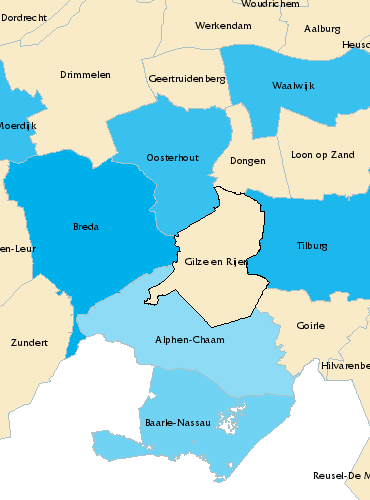 Woudrichem
Dordrecht
Werkendam
Aalburg
Heusd
Drimmelen
Geertruidenberg
Waalwijk
Moerdijk
Oosterhout
Dongen
Loon op Zand
Breda
en-Leur
Gilze en Rijen
Tilburg
Goirle
Zundert
Alphen-Chaam
Hilvarenbe
Baarle-Nassau
Reusel-De M